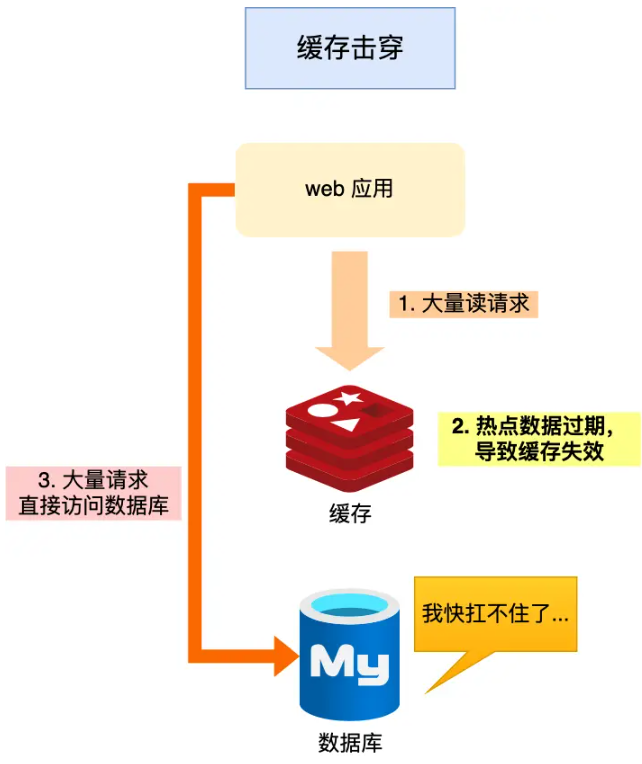 缓存击穿
web 应用
1. 大量读请求
2. 热点数据过期，
导致缓存失效
缓存
3. 大量请求
直接访问数据库
我快扛不住了...
My
数据库